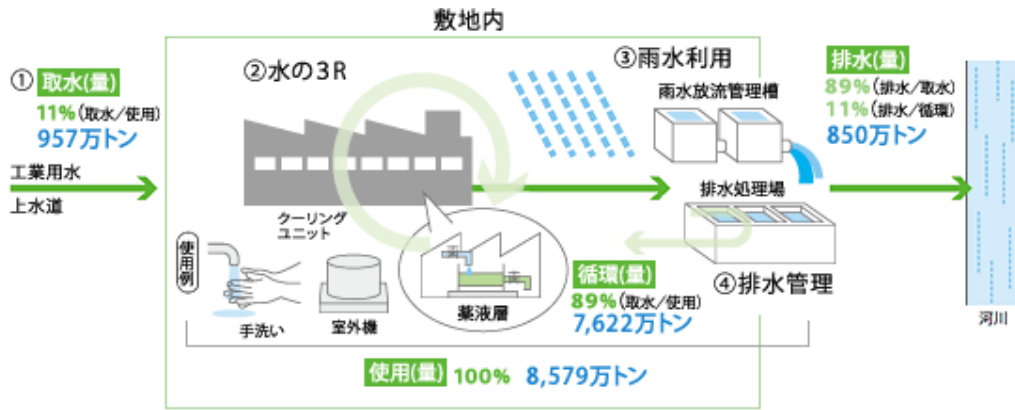 敷地内
① 取水(量)
11%(取水/使用)
957万トン
工業用水
上水道
②水の3R
③雨水利用
雨水放流管理槽
排水(量)
89%(排水/取水)
11%(排水/循環)
850万トン
排水処理場
クーリング
ユニット
使用例
手洗い
室外機
薬液層
循環(量)
89%(取水/使用)
7,622万トン
④排水管理
河川
使用(量) 100% 8,579万トン